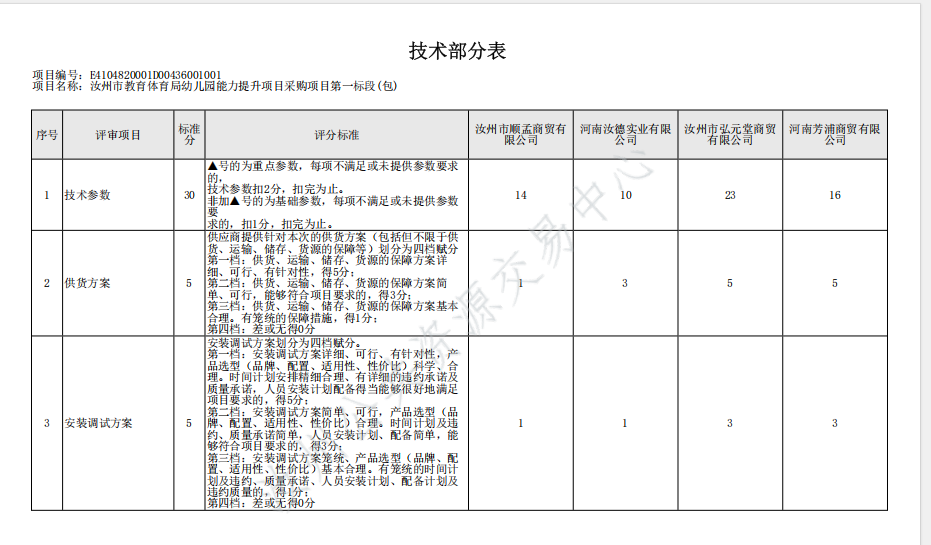 技术部分表
项目编号: E4104820001D00436001001
项目名称: 汝州市教育体育局幼儿园能力提升项目采购项目第一标段(包)
序号
评审项目
标准
分
评分标准
汝州市顺孟商贸有
限公司
河南汝德实业有限
公司
汝州市弘元堂商贸
有限公司
河南芳浦商贸有限
公司
1
技术参数
30
▲号的为重点参数，每项不满足或未提供参数要求
的，
技术参数扣2分，扣完为止。
非加▲号的为基础参数，每项不满足或未提供参数
要
求的，扣1分，扣完为止。
14
10
23
16
2
供货方案
5
供应商提供针对本次的供货方案（包括但不限于供
货、运输、储存、货源的保障等）划分为四档赋分
第一档：供货、运输、储存、货源的保障方案详
细、可行、有针对性，得5分；
第二档：供货、运输、储存、货源的保障方案简
单、可行，能够符合项目要求的，得3分；
第三档：供货、运输、储存、货源的保障方案基本
合理。有笼统的保障措施，得1分；
第四档：差或无得0分
1
3
5
5
3
安装调试方案
5
安装调试方案划分为四档赋分。
第一档：安装调试方案详细、可行、有针对性，产
品选型（品牌、配置、适用性、性价比）科学、合
理。时间计划安排精细合理、有详细的违约承诺及
质量承诺，人员安装计划配备得当能够很好地满足
项目要求的，得5分；
第二档：安装调试方案简单、可行，产品选型（品
牌、配置、适用性、性价比）合理。时间计划及违
约、质量承诺简单，人员安装计划、配备简单，能
够符合项目要求的，得3分；
第三档：安装调试方案笼统、产品选型（品牌、配
置、适用性、性价比）基本合理。有笼统的时间计
划及违约、质量承诺、人员安装计划、配备计划及
违约质量的，得1分；
第四档：差或无得0分
1
1
3
3
资源交易中心